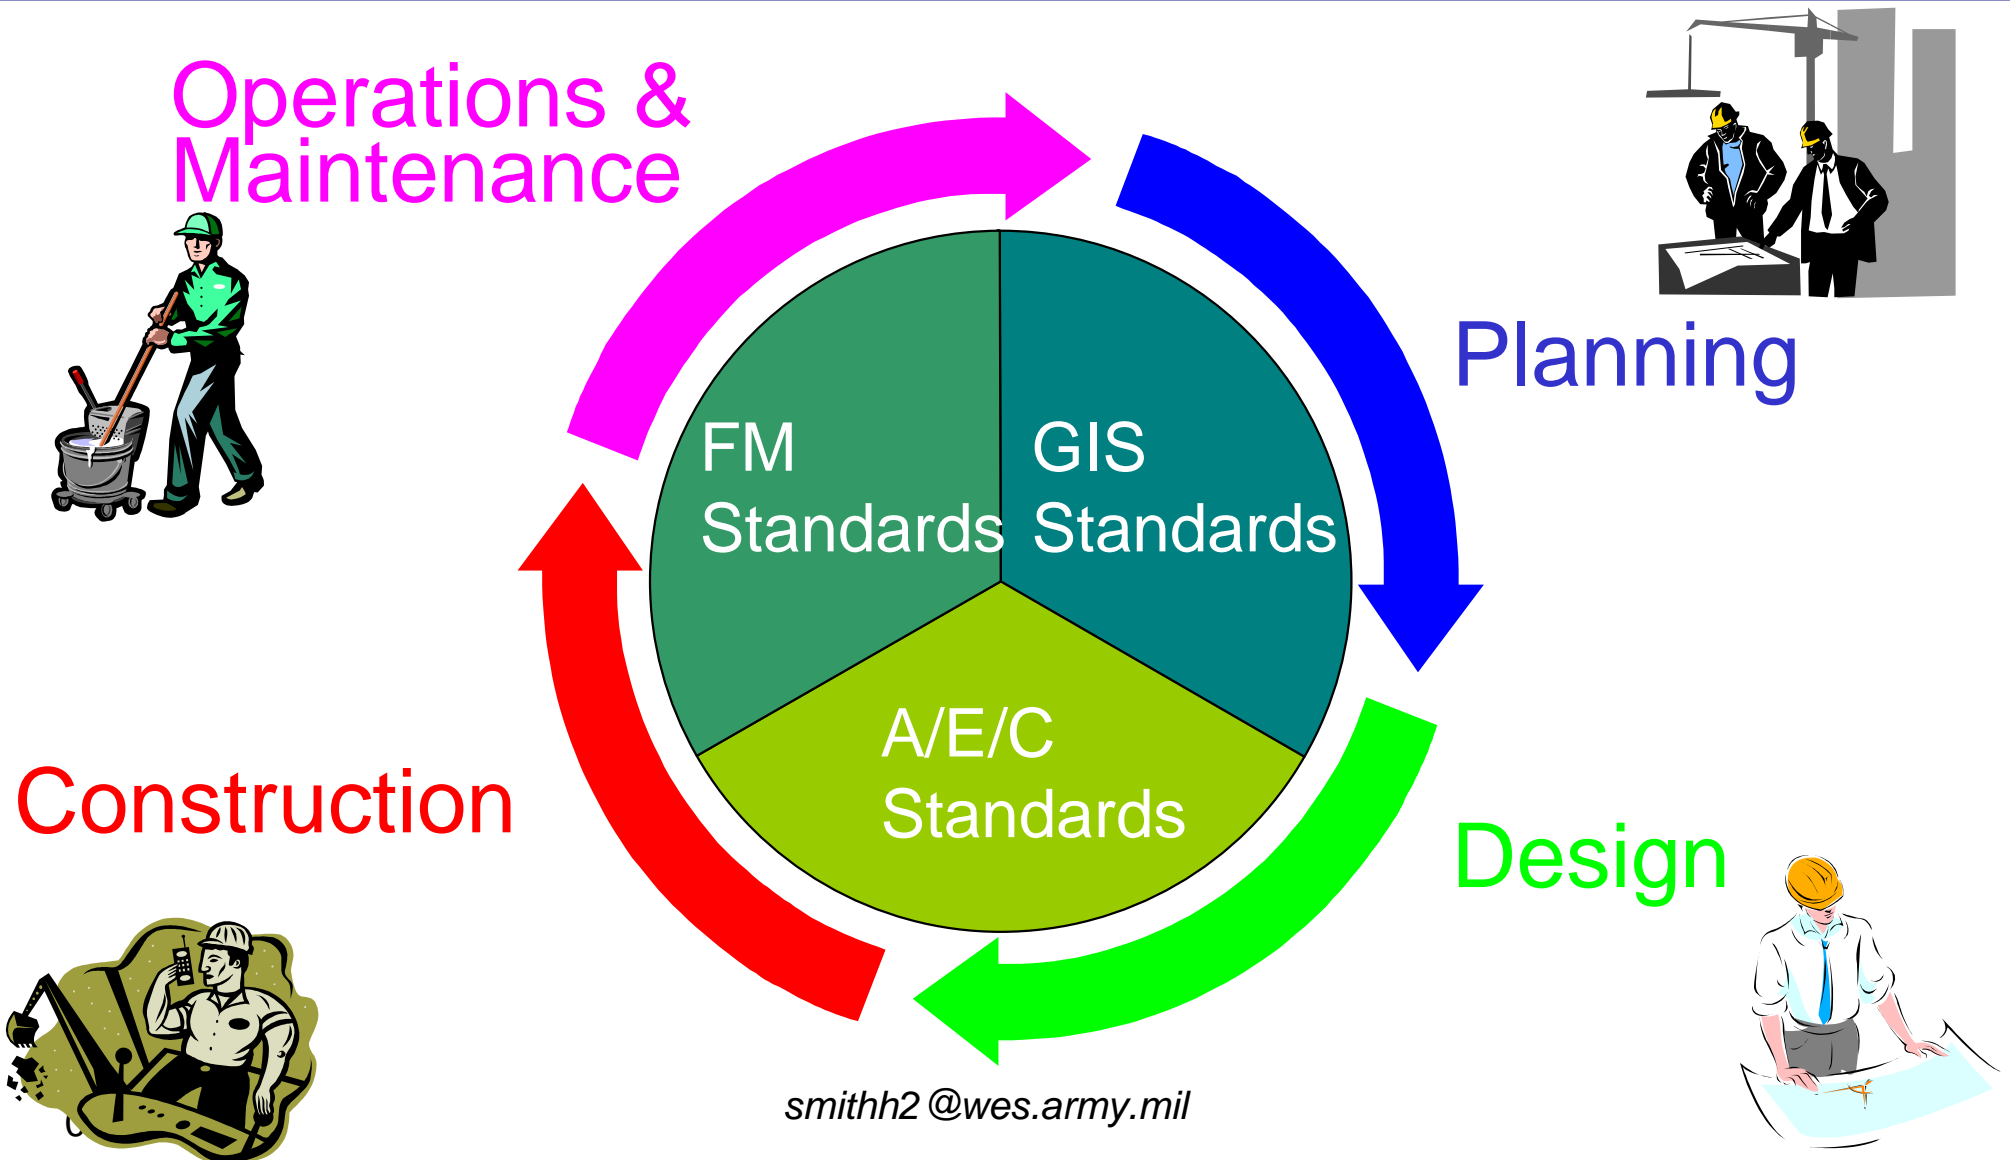 Operations &
Maintenance
Planning
FM
Standards
GIS
Standards
A/E/C
Standards
Construction
Design
smithh2@wes.army.mil